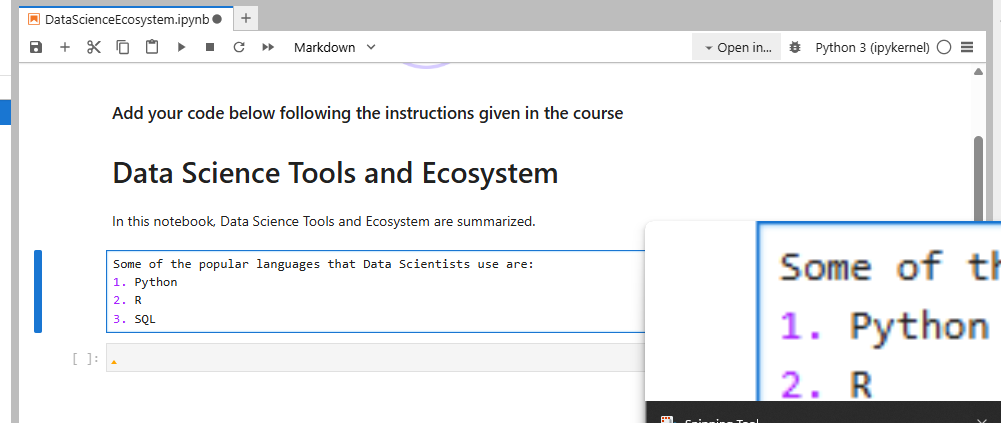 DataScienceEcosystem.ipynb
Markdown
Open in...
Python 3 (ipykernel)
Add your code below following the instructions given in the course
Data Science Tools and Ecosystem
In this notebook, Data Science Tools and Ecosystem are summarized.
Some of the popular languages that Data Scientists use are:
1. Python
2. R
3. SQL
[ ]:
Some of th
1. Python
2. R